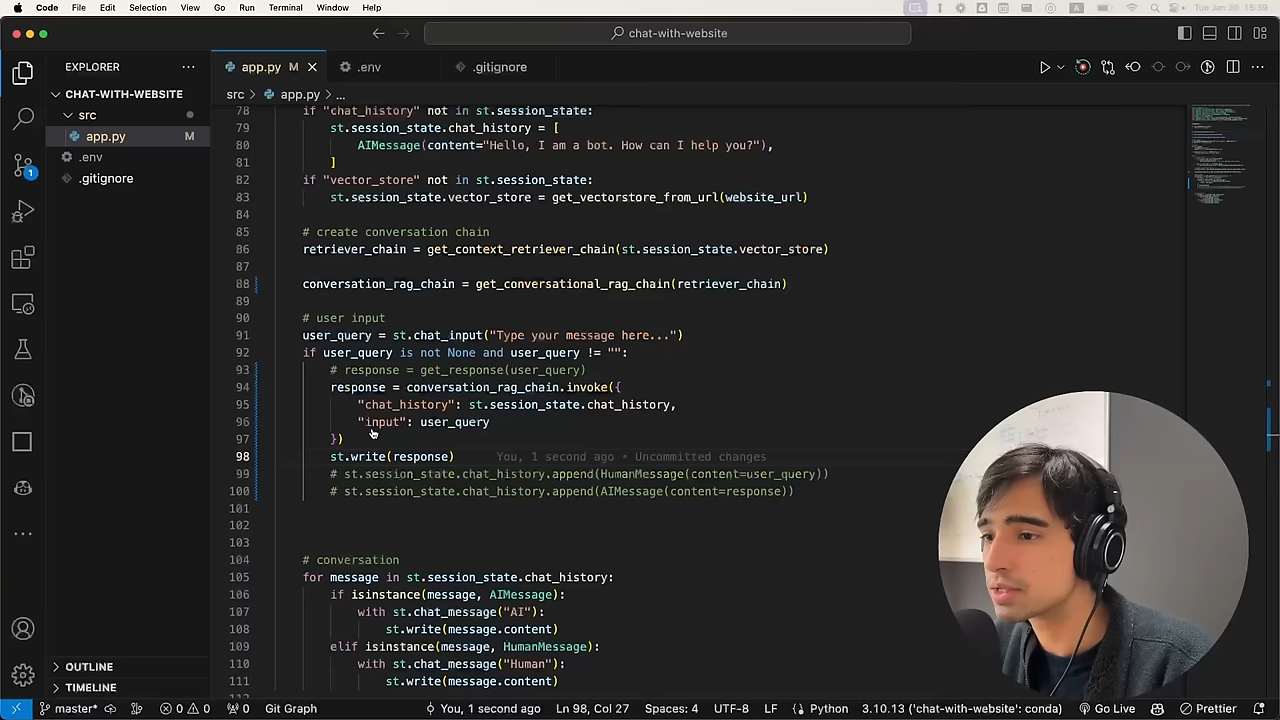 Code File Edit Selection View Go Run Terminal Window Help Tue Jan 30 15:39
chat-with-website
EXPLORER
CHAT-WITH-WEBSITE
src
app.py M
.env
.gitignore
OUTLINE
TIMELINE
1
app.py M .env .gitignore
src > app.py > ...
78 if "chat_history" not in st.session_state:
79 st.session_state.chat_history = [
80 AIMessage(content="Hello, I am a bot. How can I help you?"),
81 ]
82 if "vector_store" not in st.session_state:
83 st.session_state.vector_store = get_vectorstore_from_url(website_url)
84
85 # create conversation chain
86 retriever_chain = get_context_retriever_chain(st.session_state.vector_store)
87
88 conversation_rag_chain = get_conversational_rag_chain(retriever_chain)
89
90 # user input
91 user_query = st.chat_input("Type your message here...")
92 if user_query is not None and user_query != "":
93 # response = get_response(user_query)
94 response = conversation_rag_chain.invoke({
95 "chat_history": st.session_state.chat_history,
96 "input": user_query
97 })
98 st.write(response) You, 1 second ago • Uncommitted changes
99 # st.session_state.chat_history.append(HumanMessage(content=user_query))
100 # st.session_state.chat_history.append(AIMessage(content=response))
101
102
103
104 # conversation
105 for message in st.session_state.chat_history:
106 if isinstance(message, AIMessage):
107 with st.chat_message("AI"):
108 st.write(message.content)
109 elif isinstance(message, HumanMessage):
110 with st.chat_message("Human"):
111 st.write(message.content)
master* 0 0 0 Git Graph You, 1 second ago Ln 98, Col 27 Spaces: 4 UTF-8 LF Python 3.10.13 ('chat-with-website': conda) Go Live Prettier